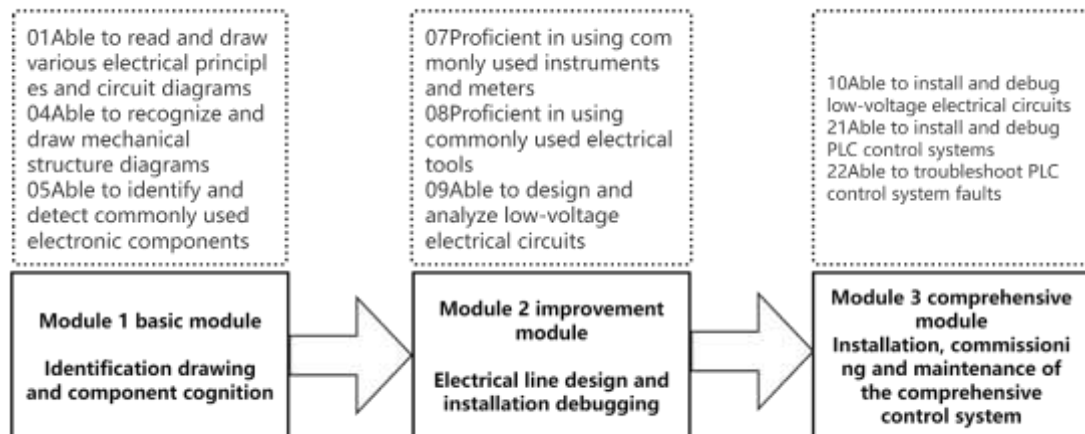 01Able to read and draw
various electrical principl
es and circuit diagrams
04Able to recognize and
draw mechanical
structure diagrams
05Able to identify and
detect commonly used
electronic components
07Proficient in using com
monly used instruments
and meters
08Proficient in using
commonly used electrical
tools
09Able to design and
analyze low-voltage
electrical circuits
10Able to install and debug
low-voltage electrical circuits
21Able to install and debug
PLC control systems
22Able to troubleshoot PLC
control system faults
Module 1 basic module
Identification drawing
and component cognition
Module 2 improvement
module
Electrical line design and
installation debugging
Module 3 comprehensive
module
Installation, commissioni
ng and maintenance of
the comprehensive
control system